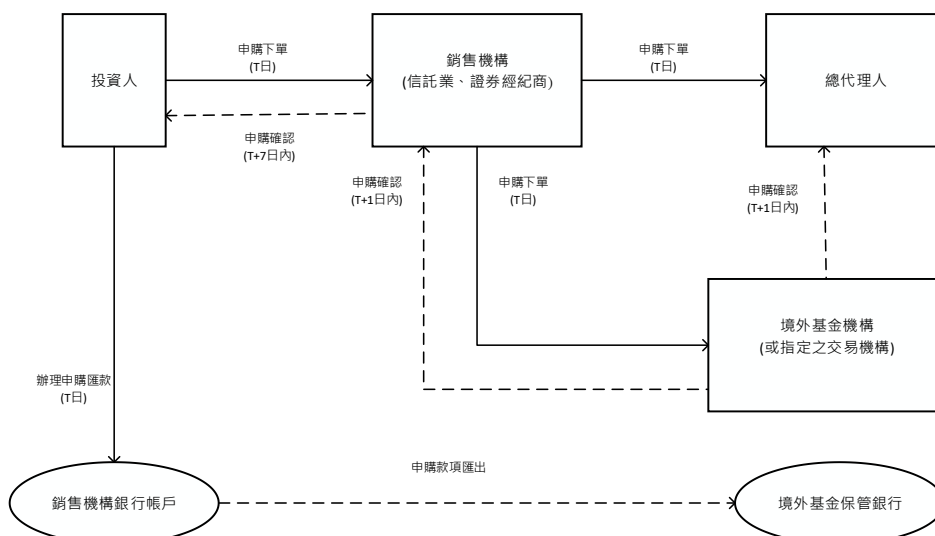 申購下單
(T日)
申購下單
(T日)
投資人
銷售機構
(信託業、證券經紀商)
總代理人
申購確認
(T+7日內)
申購確認
(T+1日內)
申購下單
(T日)
申購確認
(T+1日內)
境外基金機構
(或指定之交易機構)
辦理申購匯款
(T日)
申購款項匯出
銷售機構銀行帳戶
境外基金保管銀行